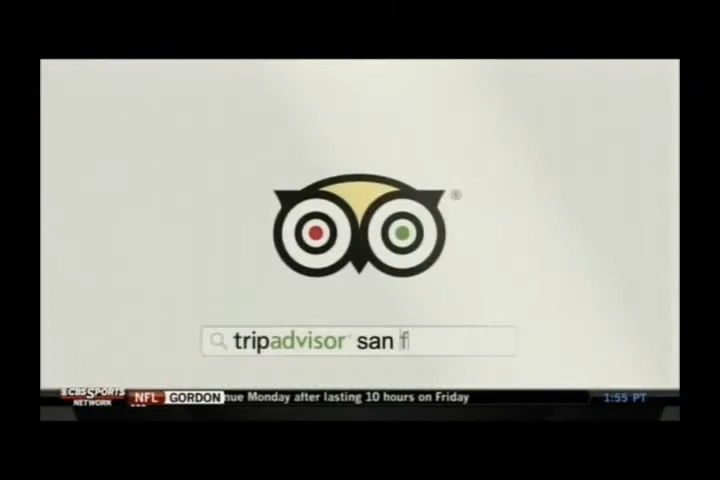 ®
tripadvisor® san f
CBS SPORTS NETWORK NFL GORDON nue Monday after lasting 10 hours on Friday 1:55 PT